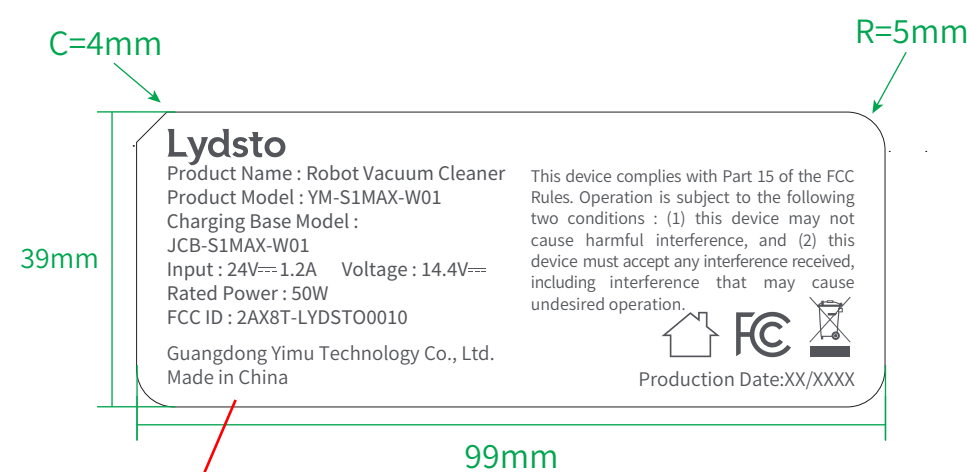 C=4mm
R=5mm
Lydsto
Product Name : Robot Vacuum Cleaner
Product Model : YM-S1MAX-W01
Charging Base Model :
JCB-S1MAX-W01
Input : 24V⎓1.2A Voltage : 14.4V⎓
Rated Power : 50W
FCC ID : 2AX8T-LYDSTO0010
Guangdong Yimu Technology Co., Ltd.
Made in China
This device complies with Part 15 of the FCC
Rules. Operation is subject to the following
two conditions : (1) this device may not
cause harmful interference, and (2) this
device must accept any interference received,
including interference that may cause
undesired operation.
FC
Production Date:XX/XXXX
39mm
99mm